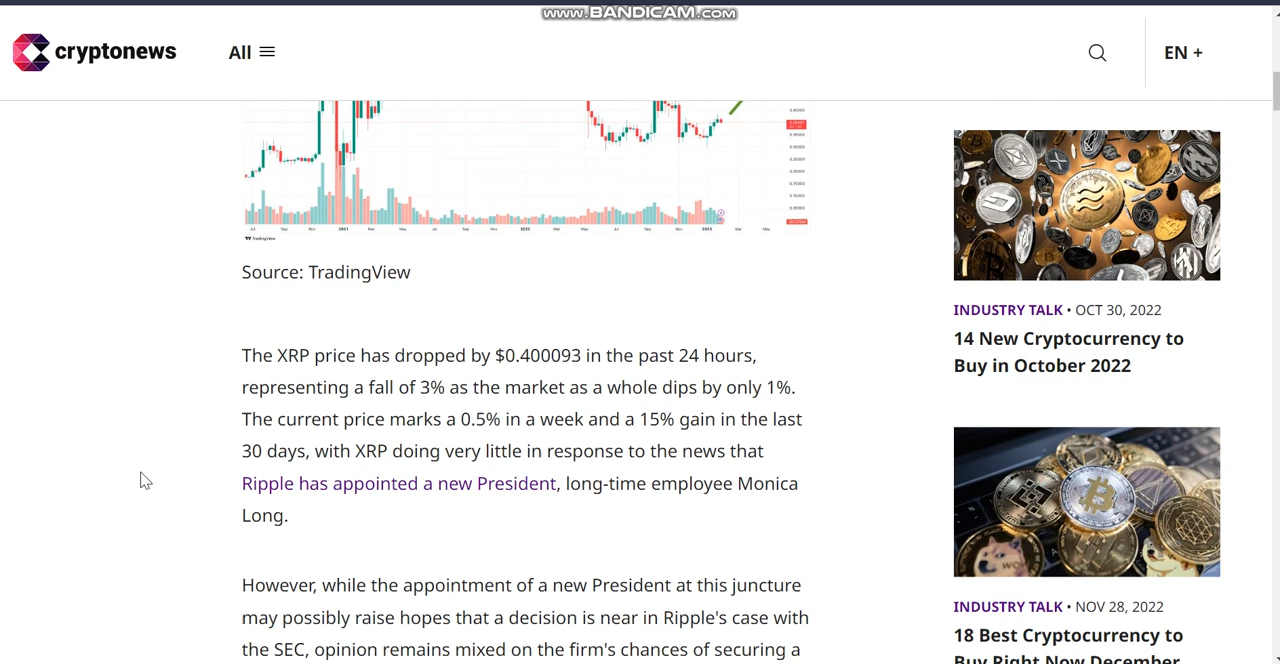 www.BANDICAM.com
cryptonews
All
EN +
TradingView
Source: TradingView
The XRP price has dropped by $0.400093 in the past 24 hours,
representing a fall of 3% as the market as a whole dips by only 1%.
The current price marks a 0.5% in a week and a 15% gain in the last
30 days, with XRP doing very little in response to the news that
Ripple has appointed a new President, long-time employee Monica
Long.
However, while the appointment of a new President at this juncture
may possibly raise hopes that a decision is near in Ripple's case with
the SEC, opinion remains mixed on the firm's chances of securing a
INDUSTRY TALK • OCT 30, 2022
14 New Cryptocurrency to
Buy in October 2022
INDUSTRY TALK • NOV 28, 2022
18 Best Cryptocurrency to
Buy Right Now December